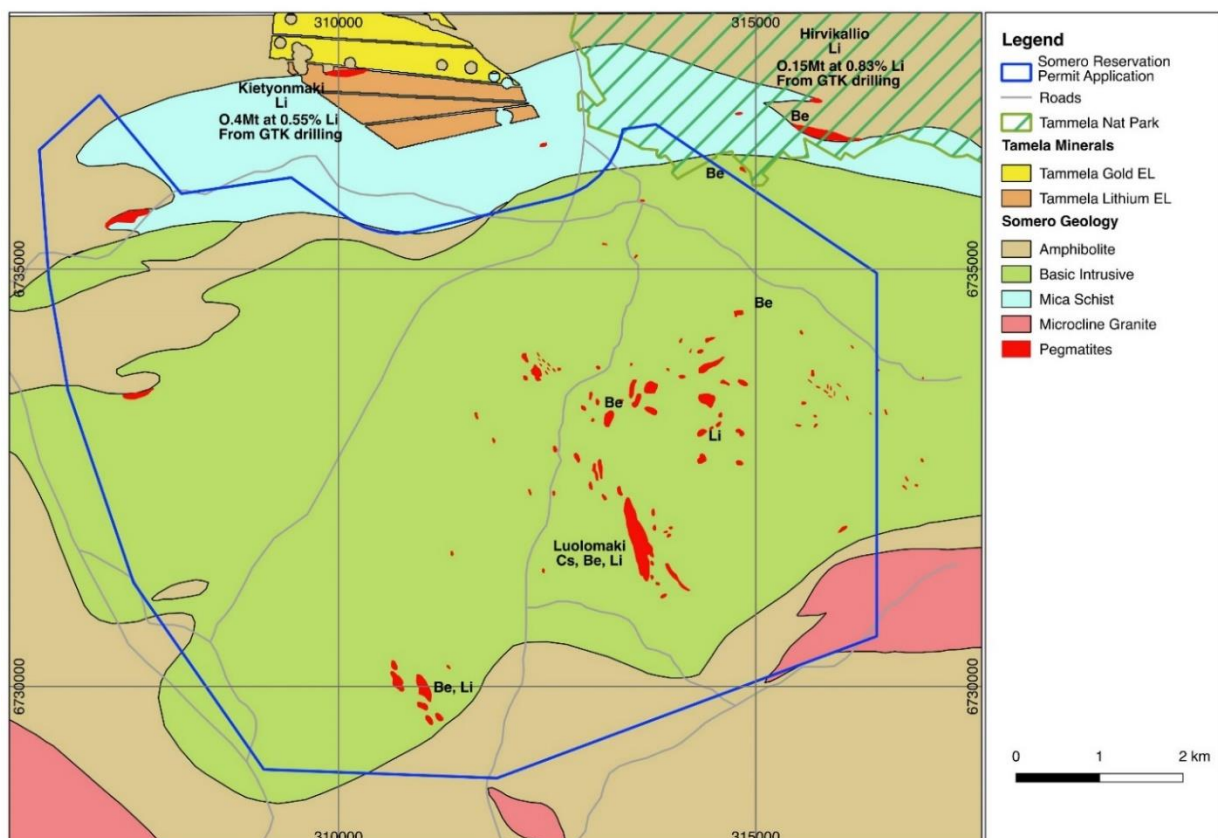 310000
315000
Hirvikallio
Li
0.15Mt at 0.83% Li
From GTK drilling
Kietyonmaki
Li
0.4Mt at 0.55% Li
From GTK drilling
Be
Be
6735000
6735000
Be
Be
Li
Luolomaki
Cs, Be, Li
Be, Li
6730000
6730000
310000
315000
Legend
Somero Reservation
Permit Application
Roads
Tammela Nat Park
Tamela Minerals
Tammela Gold EL
Tammela Lithium EL
Somero Geology
Amphibolite
Basic Intrusive
Mica Schist
Microcline Granite
Pegmatites
0 1 2 km